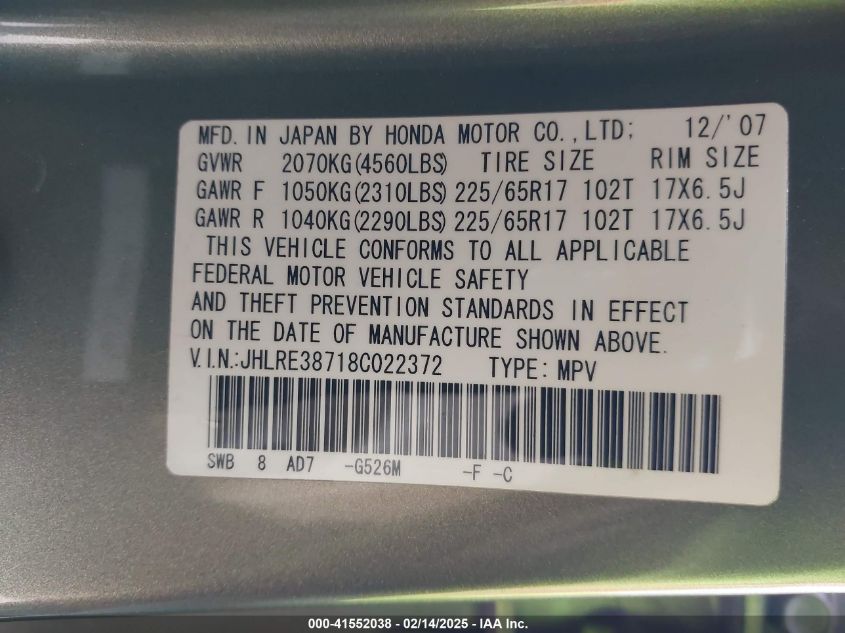 MFD. IN JAPAN BY HONDA MOTOR CO.,LTD; 12/'07
GVWR 2070KG(4560LBS) TIRE SIZE RIM SIZE
GAWR F 1050KG(2310LBS) 225/65R17 102T 17X6.5J
GAWR R 1040KG(2290LBS) 225/65R17 102T 17X6.5J
THIS VEHICLE CONFORMS TO ALL APPLICABLE
FEDERAL MOTOR VEHICLE SAFETY
AND THEFT PREVENTION STANDARDS IN EFFECT
ON THE DATE OF MANUFACTURE SHOWN ABOVE.
V.I.N.:JHLRE38718C022372 TYPE: MPV
SWB 8 AD7 -G526M -F -C
000-41552038 - 02/14/2025 - IAA Inc.